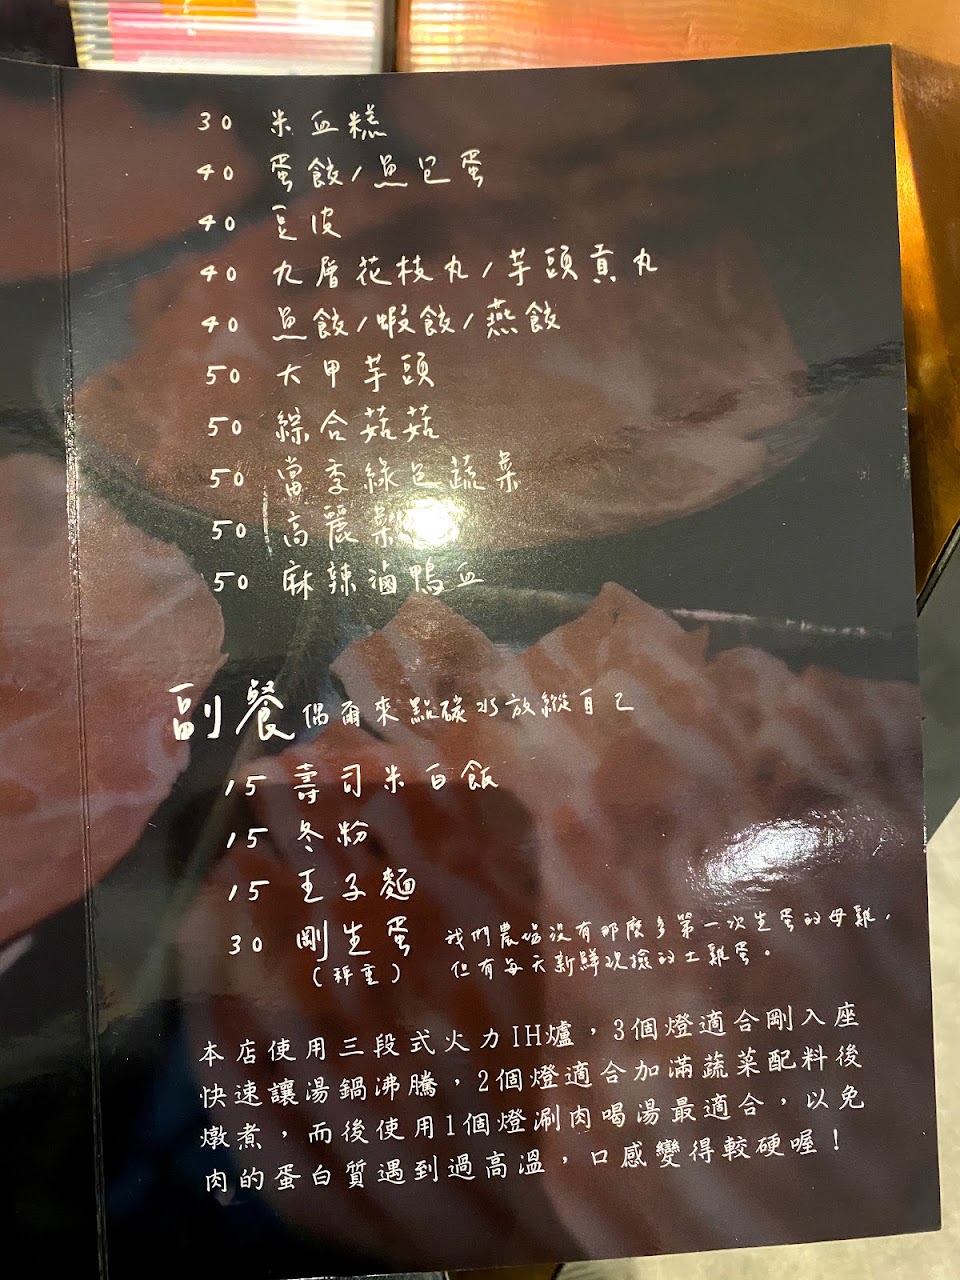 30 米血糕
40 蛋餃/魚包蛋
40 豆皮
40 九層花枝丸/芋頭貢丸
40 魚餃/蝦餃/燕餃
50 大甲芋頭
50 綜合菇菇
50 當季綠色蔬菜
50 高麗菜
50 麻辣滷鴨血
副餐 偶爾來點碳水放縱自己
15 壽司米白飯
15 冬粉
15 王子麵
30 剛生蛋 我們農場沒有那麼多第一次生蛋的母雞,
(秤重) 但有每天新鮮現撿的土雞蛋。
本店使用三段式火力IH爐，3個燈適合剛入座
快速讓湯鍋沸騰，2個燈適合加滿蔬菜配料後
燉煮，而後使用1個燈涮肉喝湯最適合，以免
肉的蛋白質遇到過高溫，口感變得較硬喔！